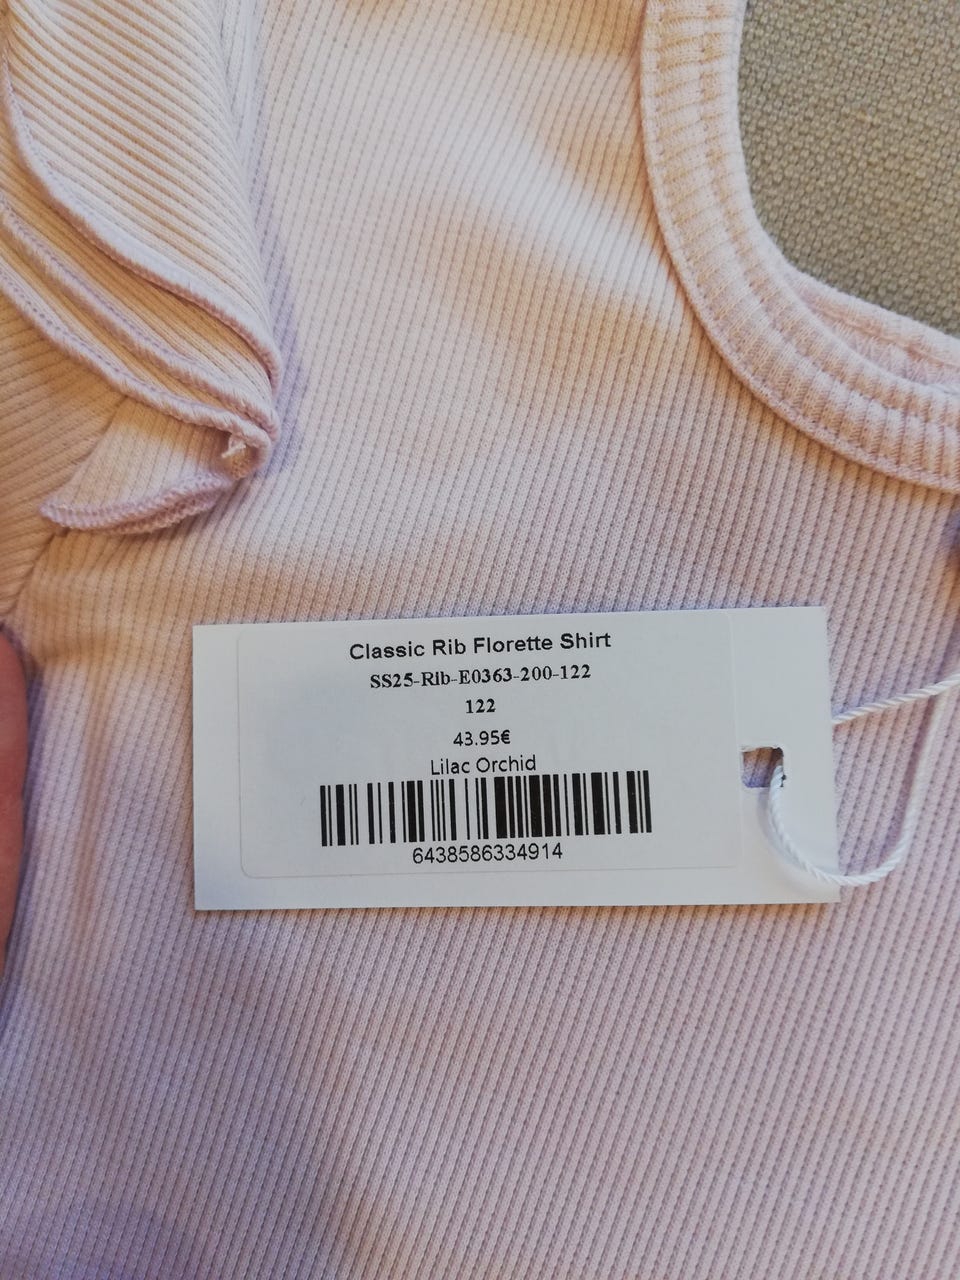 Classic Rib Florette Shirt
SS25-Rib-E0363-200-122
122
43.95€
Lilac Orchid
6438586334914